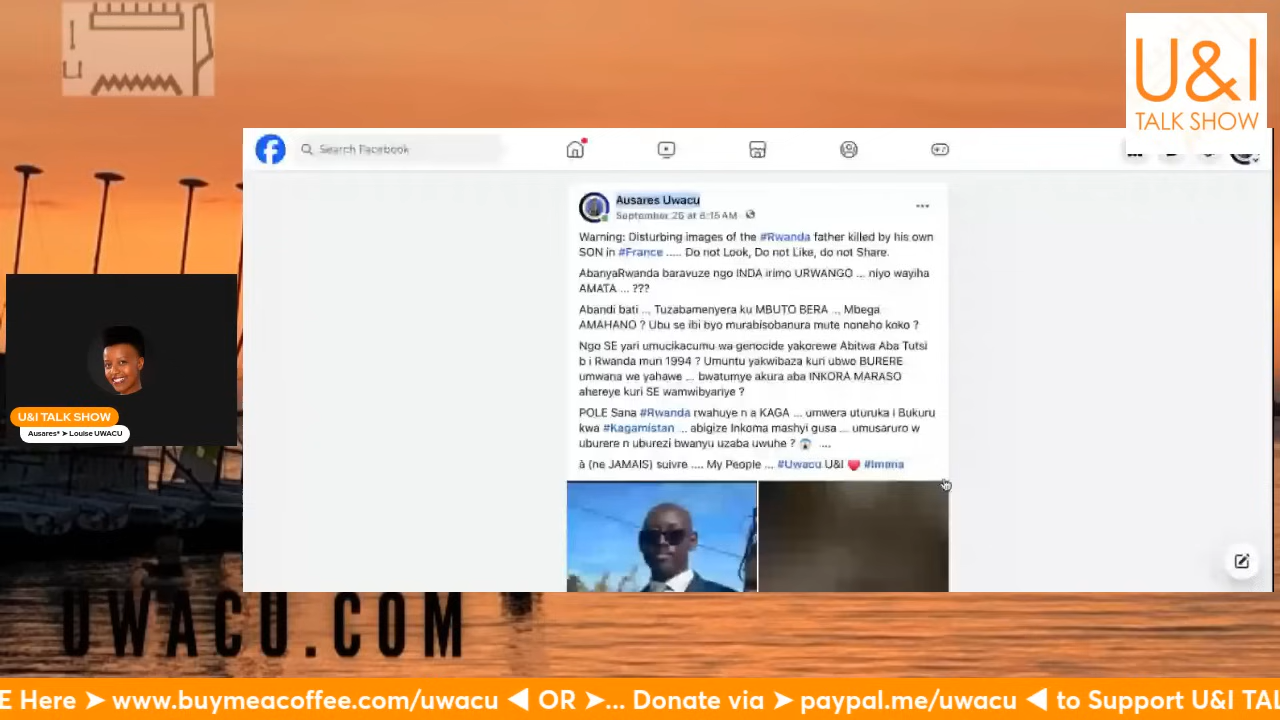 U&I
TALK SHOW
Search Facebook
Ausares Uwacu
September 26 at 6:15 AM
Warning: Disturbing images of the #Rwanda father killed by his own
SON in #France ..... Do not Look, Do not Like, do not Share.
AbanyaRwanda baravuze ngo INDA irimo URWANGO ... niyo wayiha
AMATA ... ???
Abandi bati ... Tuzabamenyera ku MBUTO BERA ... Mbega
AMAHANO ? Ubu se ibi byo murabisobanura mute noneho koko ?
Ngo SE yari umucikacumu wa genocide yakorewe Abitwa Aba Tutsi
b i Rwanda muri 1994 ? Umuntu yakwibaza kuri ubwo BURERE
umwana we yahawe ... bwatumye akura aba INKORA MARASO
ahereye kuri SE wamwibyariye ?
POLE Sana #Rwanda rwahuye n a KAGA ... umwera uturuka i Bukuru
kwa #Kagamistan ... abigize Inkoma mashyi gusa ... umusaruro w
uburere n uburezi bwanyu uzaba uwuhe ? ....
à (ne JAMAIS) suivre .... My People ... #Uwacu U&I ❤ #Imana
U&I TALK SHOW
Ausares* ➤ Louise UWACU
UWACU.COM
E Here ➤ www.buymeacoffee.com/uwacu ◀ OR ➤... Donate via ➤ paypal.me/uwacu ◀ to Support U&I TAL